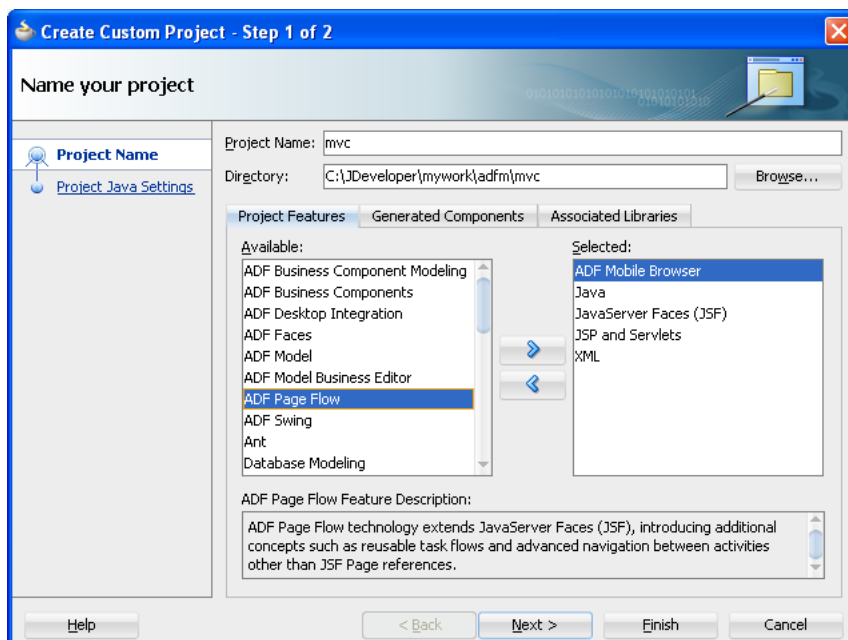 Create Custom Project - Step 1 of 2
Name your project
0101010101010101010101010101
01010101010
Project Name
Project Java Settings
Project Name: mvc
Directory: C:\JDeveloper\mywork\adfm\mvc Browse...
Project Features Generated Components Associated Libraries
Available:
ADF Business Component Modeling
ADF Business Components
ADF Desktop Integration
ADF Faces
ADF Model
ADF Model Business Editor
ADF Page Flow
ADF Swing
Ant
Database Modeling
Selected:
ADF Mobile Browser
Java
JavaServer Faces (JSF)
JSP and Servlets
XML
ADF Page Flow Feature Description:
ADF Page Flow technology extends JavaServer Faces (JSF), introducing additional
concepts such as reusable task flows and advanced navigation between activities
other than JSF Page references.
Help < Back Next > Finish Cancel